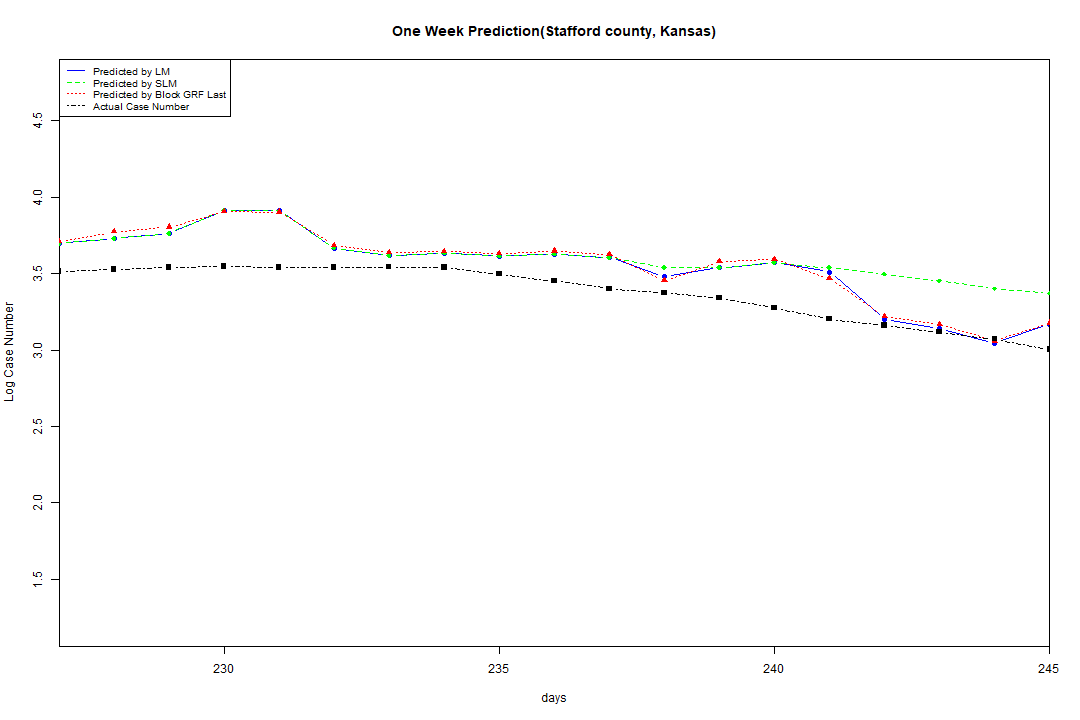 One Week Prediction(Stafford county, Kansas)
Predicted by LM
Predicted by SLM
Predicted by Block GRF Last
Actual Case Number
4.5
4.0
3.5
3.0
2.5
2.0
1.5
Log Case Number
230
235
240
245
days